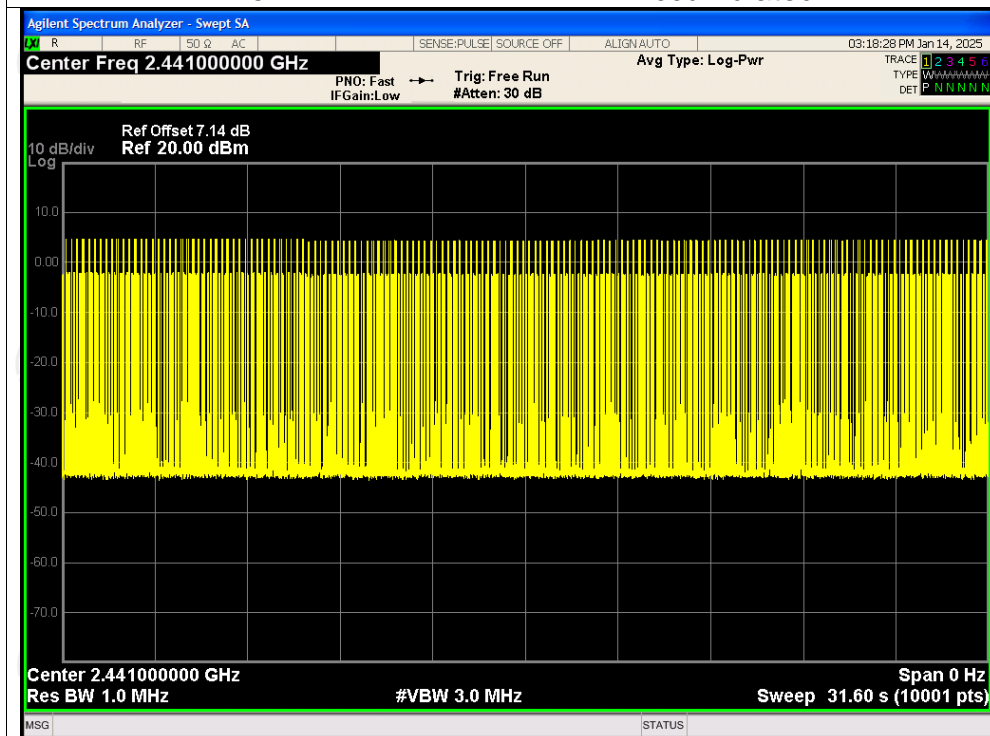 Agilent Spectrum Analyzer - Swept SA
LXI R RF 50 Ω AC SENSE:PULSE SOURCE OFF ALIGN AUTO 03:18:28 PM Jan 14, 2025
Center Freq 2.441000000 GHz Avg Type: Log-Pwr TRACE 1 2 3 4 5 6
PNO: Fast Trig: Free Run TYPE WWWWWW
IFGain:Low #Atten: 30 dB DET P N N N N N
Ref Offset 7.14 dB
10 dB/div Ref 20.00 dBm
Log
10.0
0.00
-10.0
-20.0
-30.0
-40.0
-50.0
-60.0
-70.0
Center 2.441000000 GHz Span 0 Hz
Res BW 1.0 MHz #VBW 3.0 MHz Sweep 31.60 s (10001 pts)
MSG STATUS